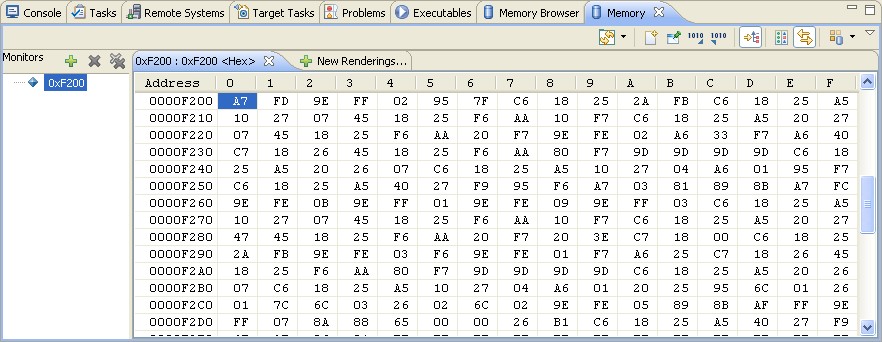 Console Tasks Remote Systems Target Tasks Problems Executables Memory Browser Memory
Monitors
0xF200
0xF200 : 0xF200 <Hex> New Renderings...
Address 0 1 2 3 4 5 6 7 8 9 A B C D E F
0000F200 A7 FD 9E FF 02 95 7F C6 18 25 2A FB C6 18 25 A5
0000F210 10 27 07 45 18 25 F6 AA 10 F7 C6 18 25 A5 20 27
0000F220 07 45 18 25 F6 AA 20 F7 9E FE 02 A6 33 F7 A6 40
0000F230 C7 18 26 45 18 25 F6 AA 80 F7 9D 9D 9D 9D C6 18
0000F240 25 A5 20 26 07 C6 18 25 A5 10 27 04 A6 01 95 F7
0000F250 C6 18 25 A5 40 27 F9 95 F6 A7 03 81 89 8B A7 FC
0000F260 9E FE 0B 9E FF 01 9E FE 09 9E FF 03 C6 18 25 A5
0000F270 10 27 07 45 18 25 F6 AA 10 F7 C6 18 25 A5 20 27
0000F280 47 45 18 25 F6 AA 20 F7 20 3E C7 18 00 C6 18 25
0000F290 2A FB 9E FE 03 F6 9E FE 01 F7 A6 25 C7 18 26 45
0000F2A0 18 25 F6 AA 80 F7 9D 9D 9D 9D C6 18 25 A5 20 26
0000F2B0 07 C6 18 25 A5 10 27 04 A6 01 20 25 95 6C 01 26
0000F2C0 01 7C 6C 03 26 02 6C 02 9E FE 05 89 8B AF FF 9E
0000F2D0 FF 07 8A 88 65 00 00 26 B1 C6 18 25 A5 40 27 F9